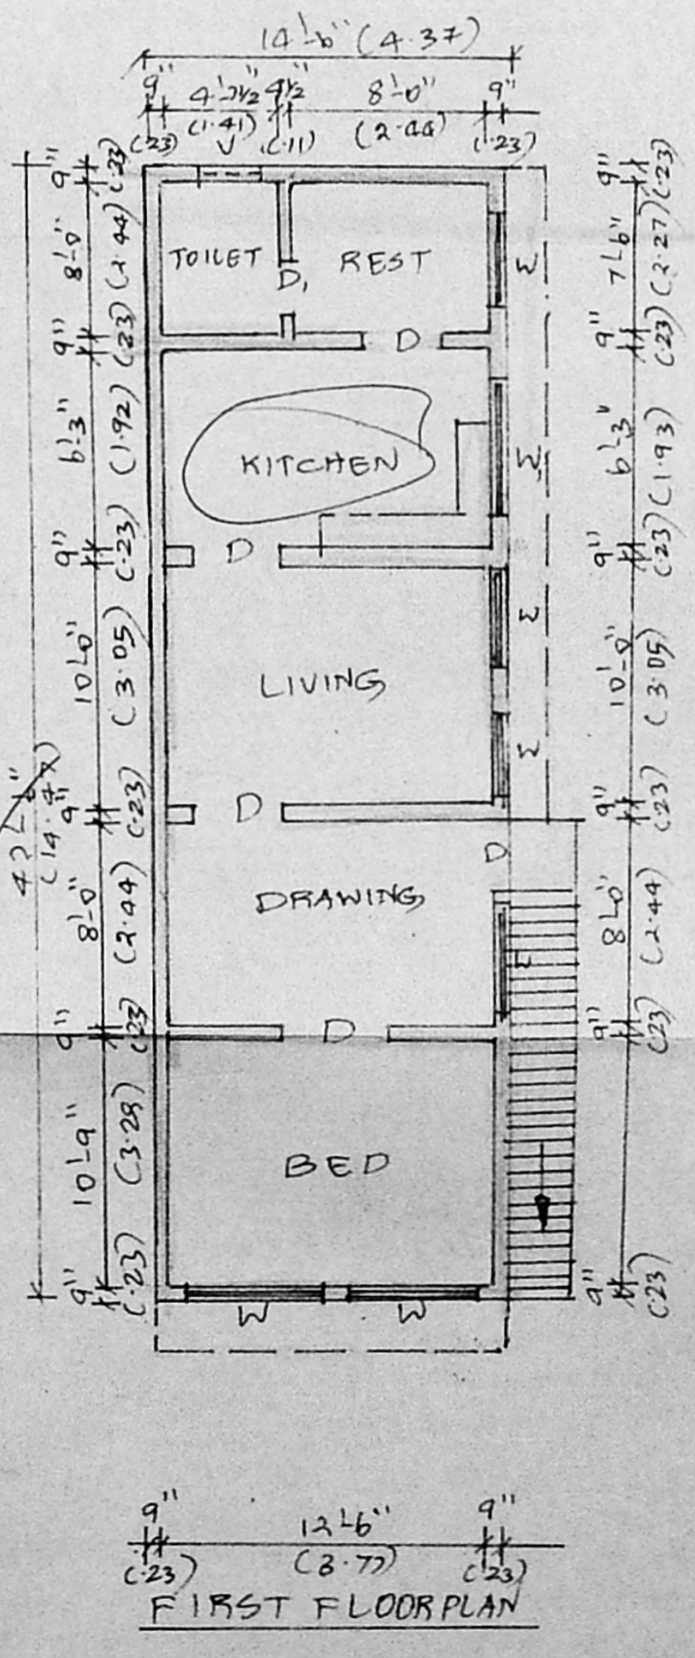 14'-6" (4.37)
9" 4'-7½" 4½" 8'-0" 9"
(.23) (1.41) (.11) (2.44) (.23)
V
9" (.23)
8'-0" (2.44)
9" (.23)
6'-3" (1.92)
9" (.23)
10'-0" (3.05)
9" (.23)
8'-0" (2.44)
9" (.23)
10'-9" (3.28)
9" (.23)
(14.47)
TOILET D1 REST W
D
KITCHEN W
D
W
LIVING
W
D
D
DRAWING
W
D
BED
W W
9" (.23)
7'-6" (2.27)
9" (.23)
6'-3" (1.93)
9" (.23)
10'-0" (3.05)
9" (.23)
8'-0" (2.44)
9" (.23)
9" (.23)
9" 12'-6" 9"
(.23) (3.77) (.23)
FIRST FLOOR PLAN